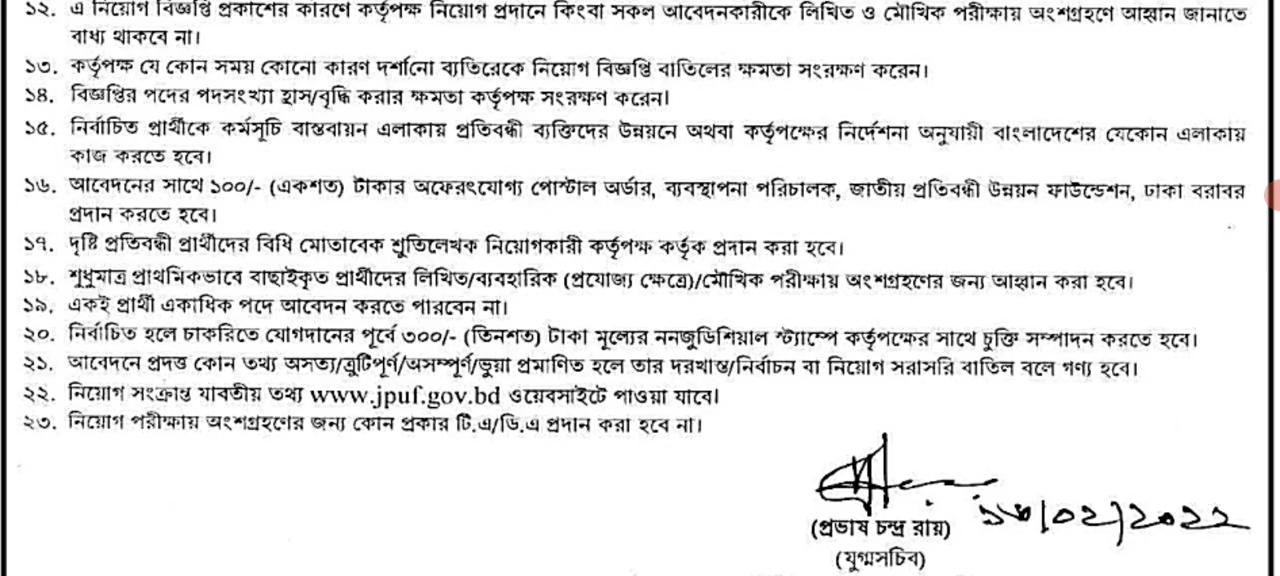 ১২. এ নিয়োগ বিজ্ঞপ্তি প্রকাশের কারণে কর্তৃপক্ষ নিয়োগ প্রদানে কিংবা সকল আবেদনকারীকে লিখিত ও মৌখিক পরীক্ষায় অংশগ্রহণে আহ্বান জানাতে
বাধ্য থাকবে না।
১৩. কর্তৃপক্ষ যে কোন সময় কোনো কারণ দর্শানো ব্যতিরেকে নিয়োগ বিজ্ঞপ্তি বাতিলের ক্ষমতা সংরক্ষণ করেন।
১৪. বিজ্ঞপ্তির পদের পদসংখ্যা হ্রাস/বৃদ্ধি করার ক্ষমতা কর্তৃপক্ষ সংরক্ষণ করেন।
১৫. নির্বাচিত প্রার্থীকে কর্মসূচি বাস্তবায়ন এলাকায় প্রতিবন্ধী ব্যক্তিদের উন্নয়নে অথবা কর্তৃপক্ষের নির্দেশনা অনুযায়ী বাংলাদেশের যেকোন এলাকায়
কাজ করতে হবে।
১৬. আবেদনের সাথে ১০০/- (একশত) টাকার অফেরৎযোগ্য পোস্টাল অর্ডার, ব্যবস্থাপনা পরিচালক, জাতীয় প্রতিবন্ধী উন্নয়ন ফাউন্ডেশন, ঢাকা বরাবর
প্রদান করতে হবে।
১৭. দৃষ্টি প্রতিবন্ধী প্রার্থীদের বিধি মোতাবেক শ্রুতিলেখক নিয়োগকারী কর্তৃপক্ষ কর্তৃক প্রদান করা হবে।
১৮. শুধুমাত্র প্রাথমিকভাবে বাছাইকৃত প্রার্থীদের লিখিত/ব্যবহারিক (প্রযোজ্য ক্ষেত্রে)/মৌখিক পরীক্ষায় অংশগ্রহণের জন্য আহ্বান করা হবে।
১৯. একই প্রার্থী একাধিক পদে আবেদন করতে পারবেন না।
২০. নির্বাচিত হলে চাকরিতে যোগদানের পূর্বে ৩০০/- (তিনশত) টাকা মূল্যের ননজুডিশিয়াল স্ট্যাম্পে কর্তৃপক্ষের সাথে চুক্তি সম্পাদন করতে হবে।
২১. আবেদনে প্রদত্ত কোন তথ্য অসত্য/ত্রুটিপূর্ণ/অসম্পূর্ণ/ভুয়া প্রমাণিত হলে তার দরখাস্ত/নির্বাচন বা নিয়োগ সরাসরি বাতিল বলে গণ্য হবে।
২২. নিয়োগ সংক্রান্ত যাবতীয় তথ্য www.jpuf.gov.bd ওয়েবসাইটে পাওয়া যাবে।
২৩. নিয়োগ পরীক্ষায় অংশগ্রহণের জন্য কোন প্রকার টি.এ/ডি.এ প্রদান করা হবে না।
(প্রভাষ চন্দ্র রায়)
(যুগ্মসচিব)